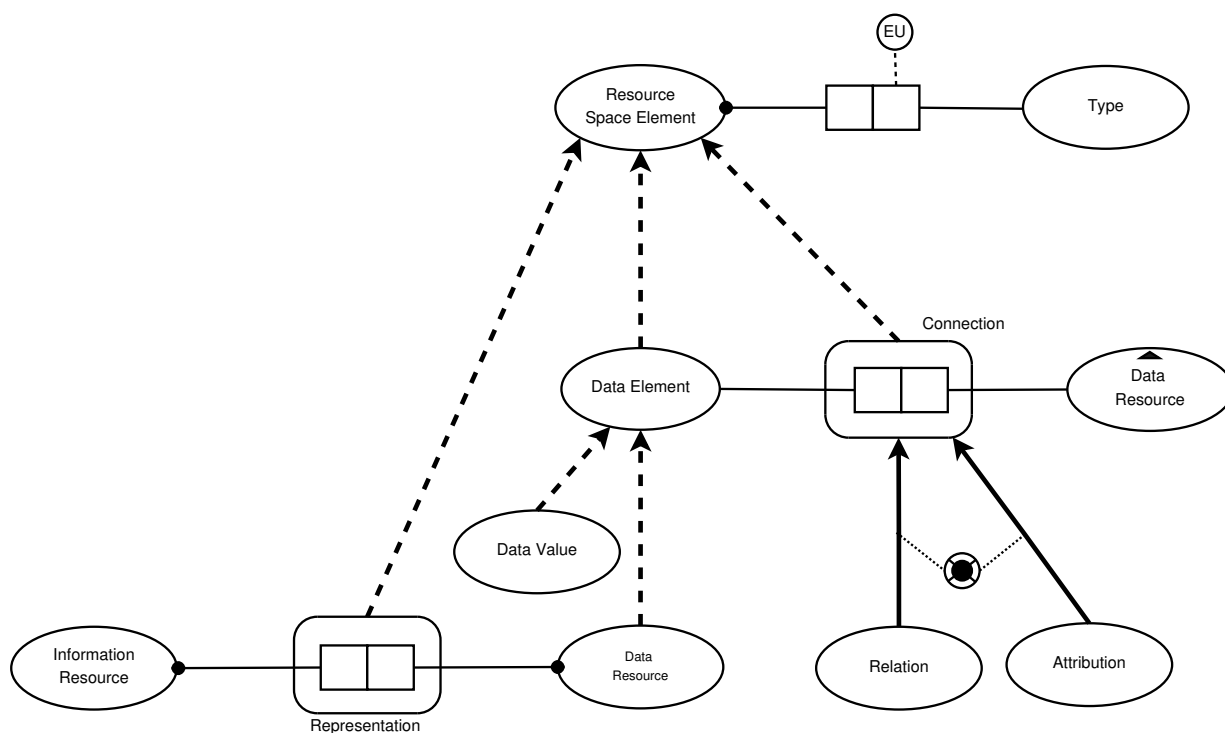 EU
Resource
Space Element
Type
Connection
Data Element
Data
Resource
Data Value
Information
Resource
Data
Resource
Relation
Attribution
Representation